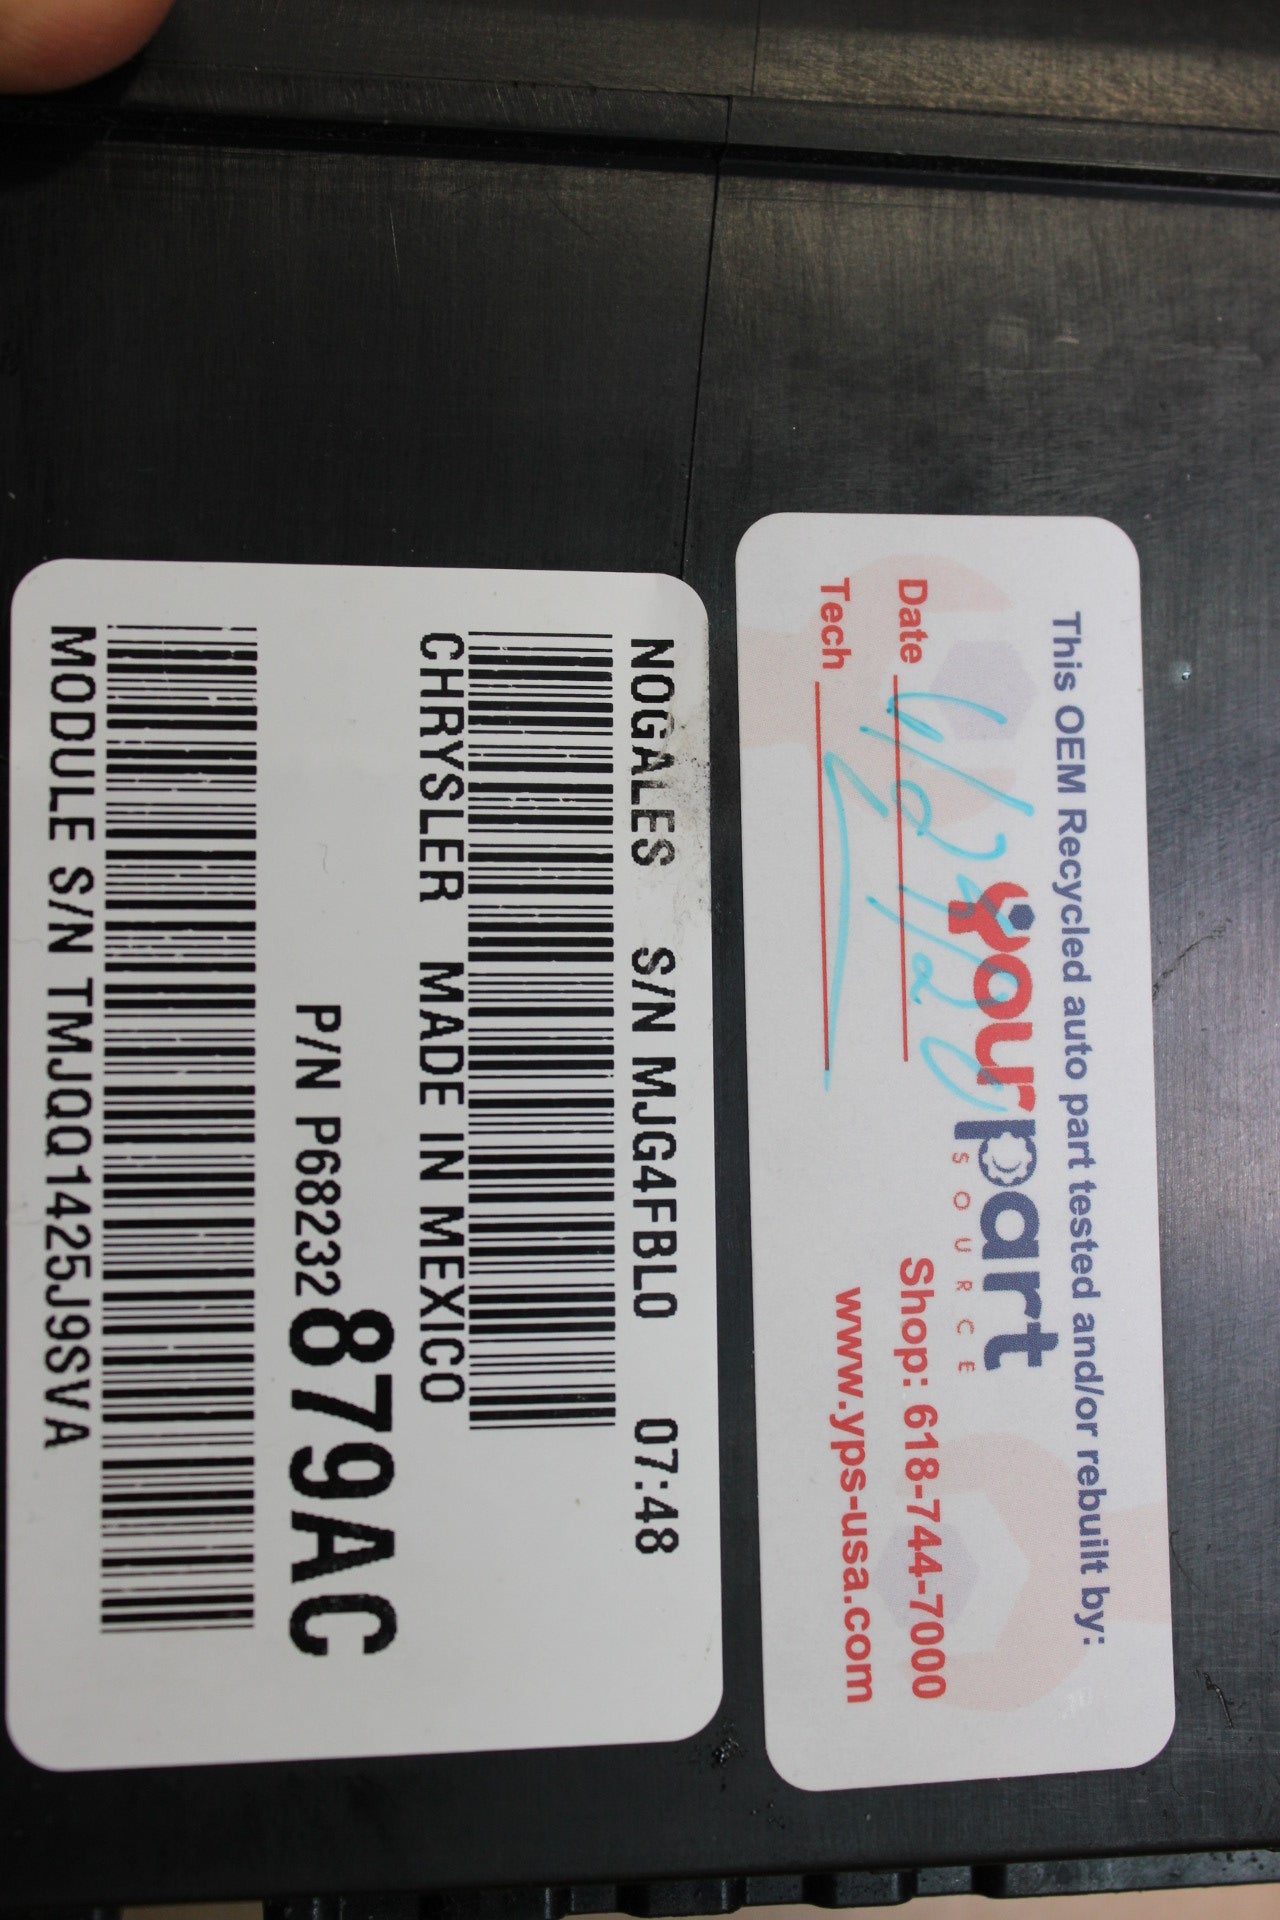 This OEM Recycled auto part tested and/or rebuilt by:
Your part
SOURCE
Date
Shop: 618-744-7000
Tech
www.yps-usa.com
NOGALES S/N MJG4FBL0 07:48
CHRYSLER MADE IN MEXICO
P/N P68232879AC
MODULE S/N TMJQQ1425J9SVA